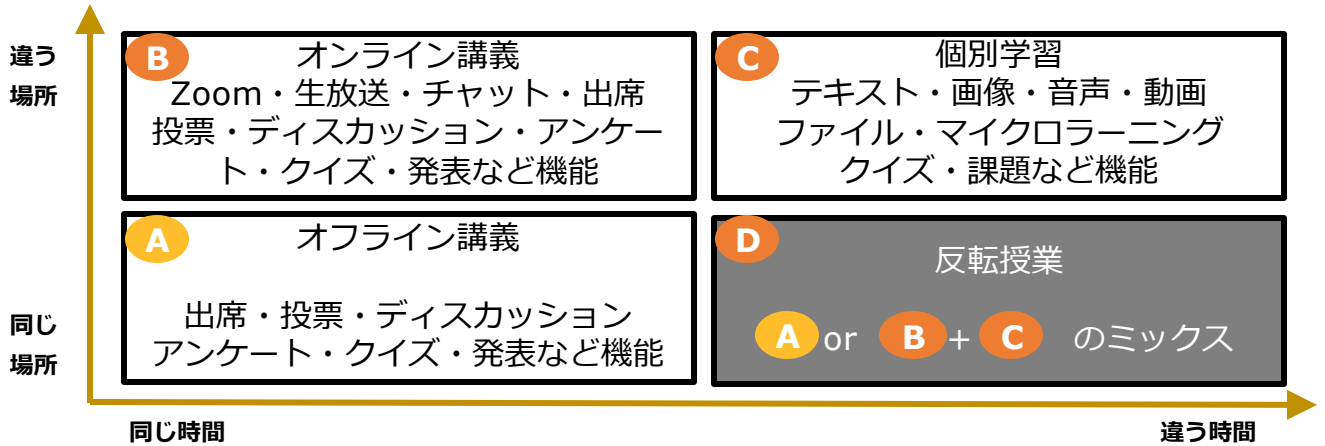 違う
場所
B
オンライン講義
Zoom・生放送・チャット・出席
投票・ディスカッション・アンケー
ト・クイズ・発表など機能
C
個別学習
テキスト・画像・音声・動画
ファイル・マイクロラーニング
クイズ・課題など機能
同じ
場所
A
オフライン講義
出席・投票・ディスカッション
アンケート・クイズ・発表など機能
D
反転授業
A or B + C のミックス
同じ時間
違う時間